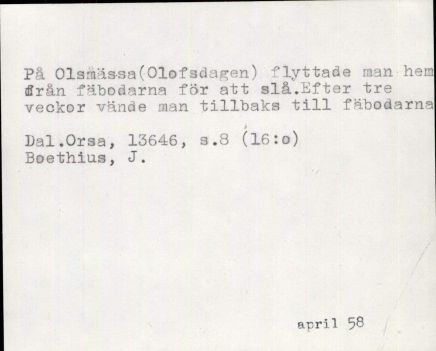 På Olsmässa(Olofsdagen) flyttade man hem
från fäbodarna för att slå.Efter tre
veckor vände man tillbaks till fäbodarna
Dal.Orsa, 13646, s.8 (16:o)
Boethius, J.
april 58